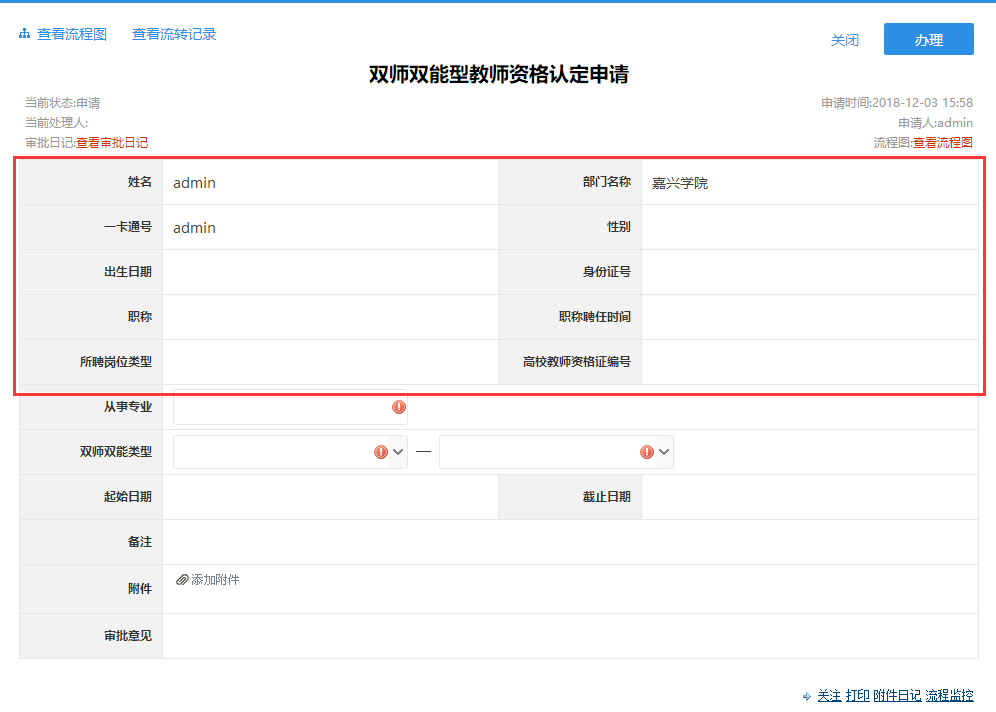 查看流程图 查看流转记录 关闭 办理
双师双能型教师资格认定申请
当前状态:申请 申请时间:2018-12-03 15:58
当前处理人: 申请人:admin
审批日记:查看审批日记 流程图:查看流程图
姓名 admin 部门名称 嘉兴学院
一卡通号 admin 性别
出生日期 身份证号
职称 职称聘任时间
所聘岗位类型 高校教师资格证编号
从事专业
双师双能类型 —
起始日期 截止日期
备注
附件 添加附件
审批意见
关注 打印 附件日记 流程监控